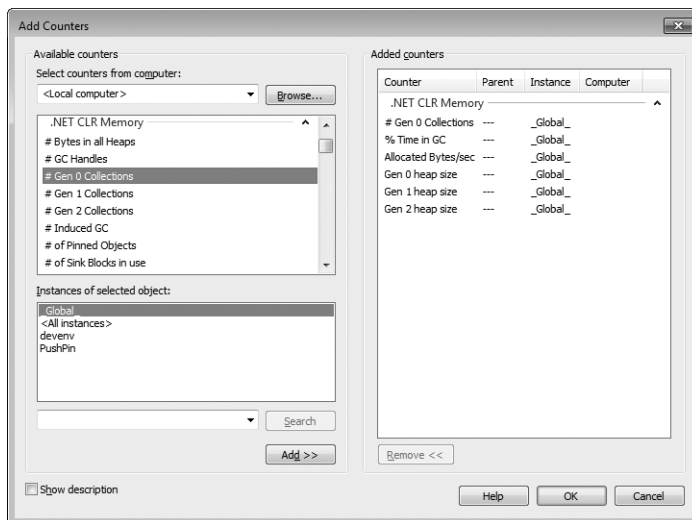 Add Counters
Available counters
Select counters from computer:
<Local computer>
Browse...
.NET CLR Memory
# Bytes in all Heaps
# GC Handles
# Gen 0 Collections
# Gen 1 Collections
# Gen 2 Collections
# Induced GC
# of Pinned Objects
# of Sink Blocks in use
Instances of selected object:
_Global_
<All instances>
devenv
PushPin
Search
Add >>
Show description
Added counters
Counter Parent Instance Computer
.NET CLR Memory
# Gen 0 Collections --- _Global_
% Time in GC --- _Global_
Allocated Bytes/sec --- _Global_
Gen 0 heap size --- _Global_
Gen 1 heap size --- _Global_
Gen 2 heap size --- _Global_
Remove <<
Help OK Cancel